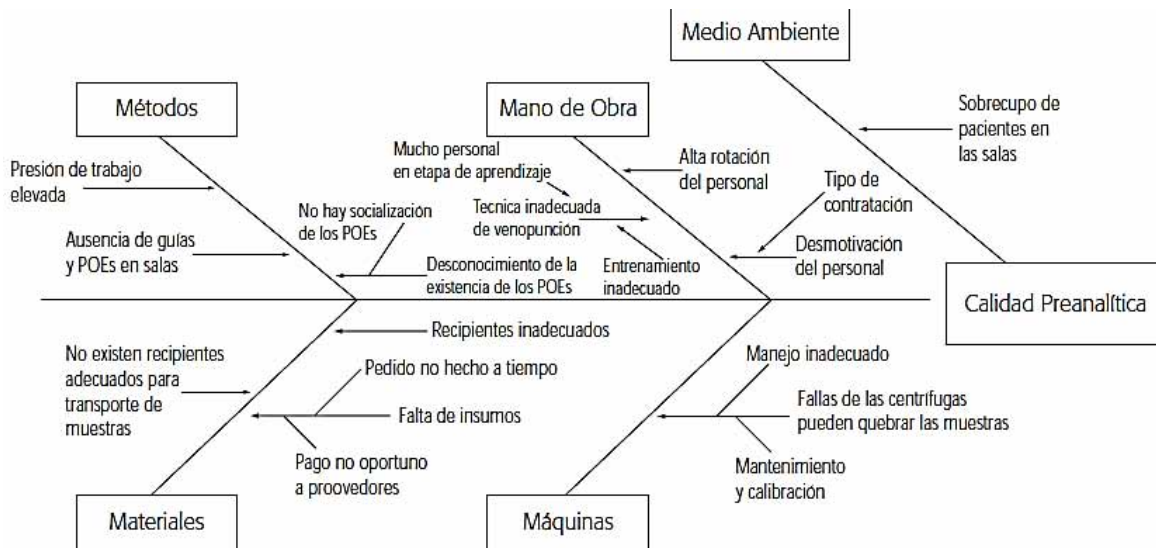 Medio Ambiente
Métodos
Mano de Obra
Sobrecupo de
pacientes en
las salas
Presión de trabajo
elevada
Mucho personal
en etapa de aprendizaje
Alta rotación
del personal
Tipo de
contratación
No hay socialización
de los POEs
Tecnica inadecuada
de venopunción
Ausencia de guías
y POEs en salas
Desconocimiento de la
existencia de los POEs
Entrenamiento
inadecuado
Desmotivación
del personal
Calidad Preanalítica
Recipientes inadecuados
No existen recipientes
adecuados para
transporte de
muestras
Pedido no hecho a tiempo
Falta de insumos
Pago no oportuno
a proovedores
Manejo inadecuado
Fallas de las centrífugas
pueden quebrar las muestras
Mantenimiento
y calibración
Materiales
Máquinas